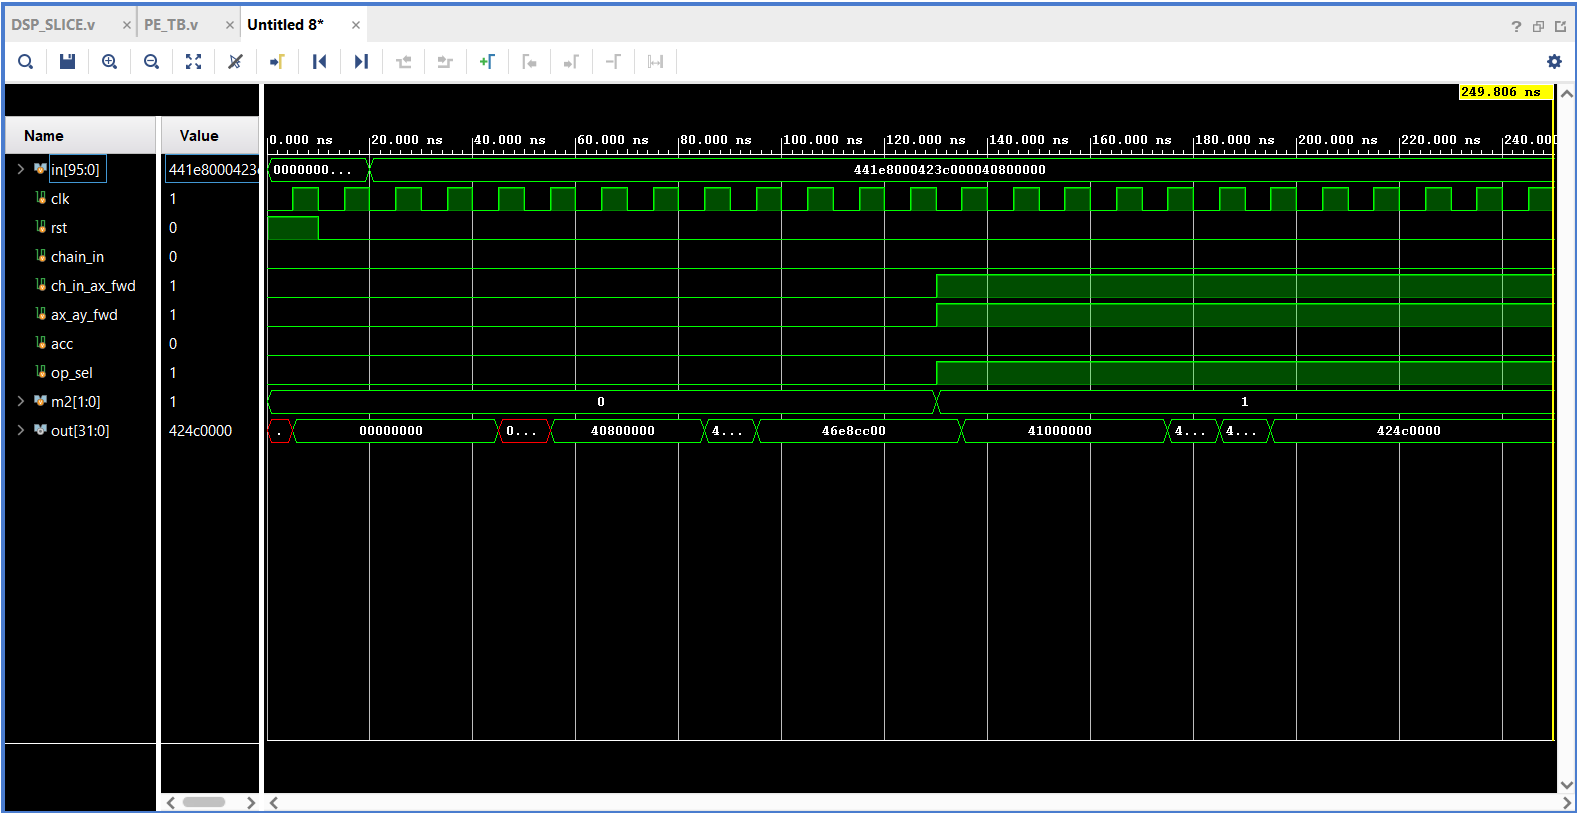 DSP_SLICE.v × PE_TB.v × Untitled 8* ×
249.806 ns
Name Value
0.000 ns 20.000 ns 40.000 ns 60.000 ns 80.000 ns 100.000 ns 120.000 ns 140.000 ns 160.000 ns 180.000 ns 200.000 ns 220.000 ns 240.00
in[95:0] 441e8000423 0000000... 441e8000423c000040800000
clk 1
rst 0
chain_in 0
ch_in_ax_fwd 1
ax_ay_fwd 1
acc 0
op_sel 1
m2[1:0] 1 0 1
out[31:0] 424c0000 . 00000000 0... 40800000 4... 46e8cc00 41000000 4... 4... 424c0000